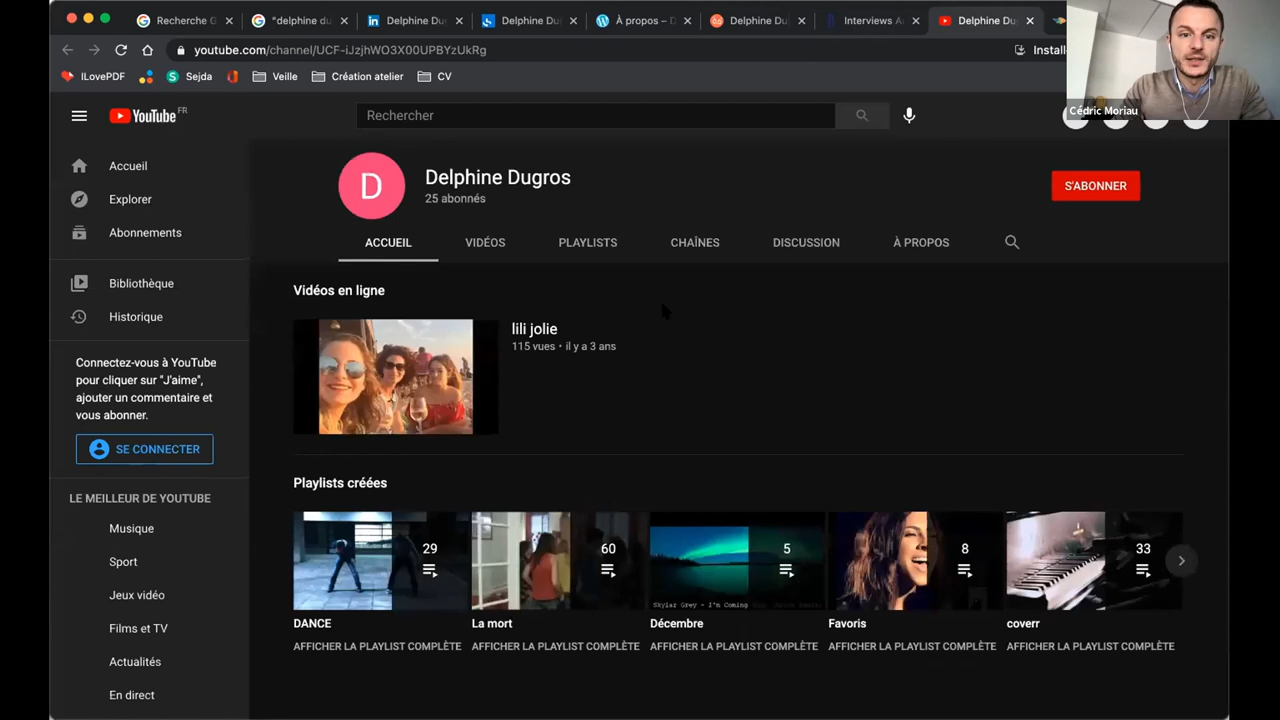 Recherche G
"delphine du
Delphine Dug
Delphine Dug
À propos – D
Delphine Du
Interviews A
Delphine Dug
youtube.com/channel/UCF-iJzjhWO3X00UPBYzUkRg
Install
ILovePDF
Sejda
Veille
Création atelier
CV
Cédric Moriau
YouTube FR
Rechercher
Accueil
Explorer
Abonnements
Bibliothèque
Historique
Connectez-vous à YouTube
pour cliquer sur "J'aime",
ajouter un commentaire et
vous abonner.
SE CONNECTER
LE MEILLEUR DE YOUTUBE
Musique
Sport
Jeux vidéo
Films et TV
Actualités
En direct
D
Delphine Dugros
25 abonnés
S'ABONNER
ACCUEIL
VIDÉOS
PLAYLISTS
CHAÎNES
DISCUSSION
À PROPOS
Vidéos en ligne
lili jolie
115 vues • il y a 3 ans
Playlists créées
29
60
5
8
33
Skylar Grey - I'm Coming
DANCE
La mort
Décembre
Favoris
coverr
AFFICHER LA PLAYLIST COMPLÈTE
AFFICHER LA PLAYLIST COMPLÈTE
AFFICHER LA PLAYLIST COMPLÈTE
AFFICHER LA PLAYLIST COMPLÈTE
AFFICHER LA PLAYLIST COMPLÈTE